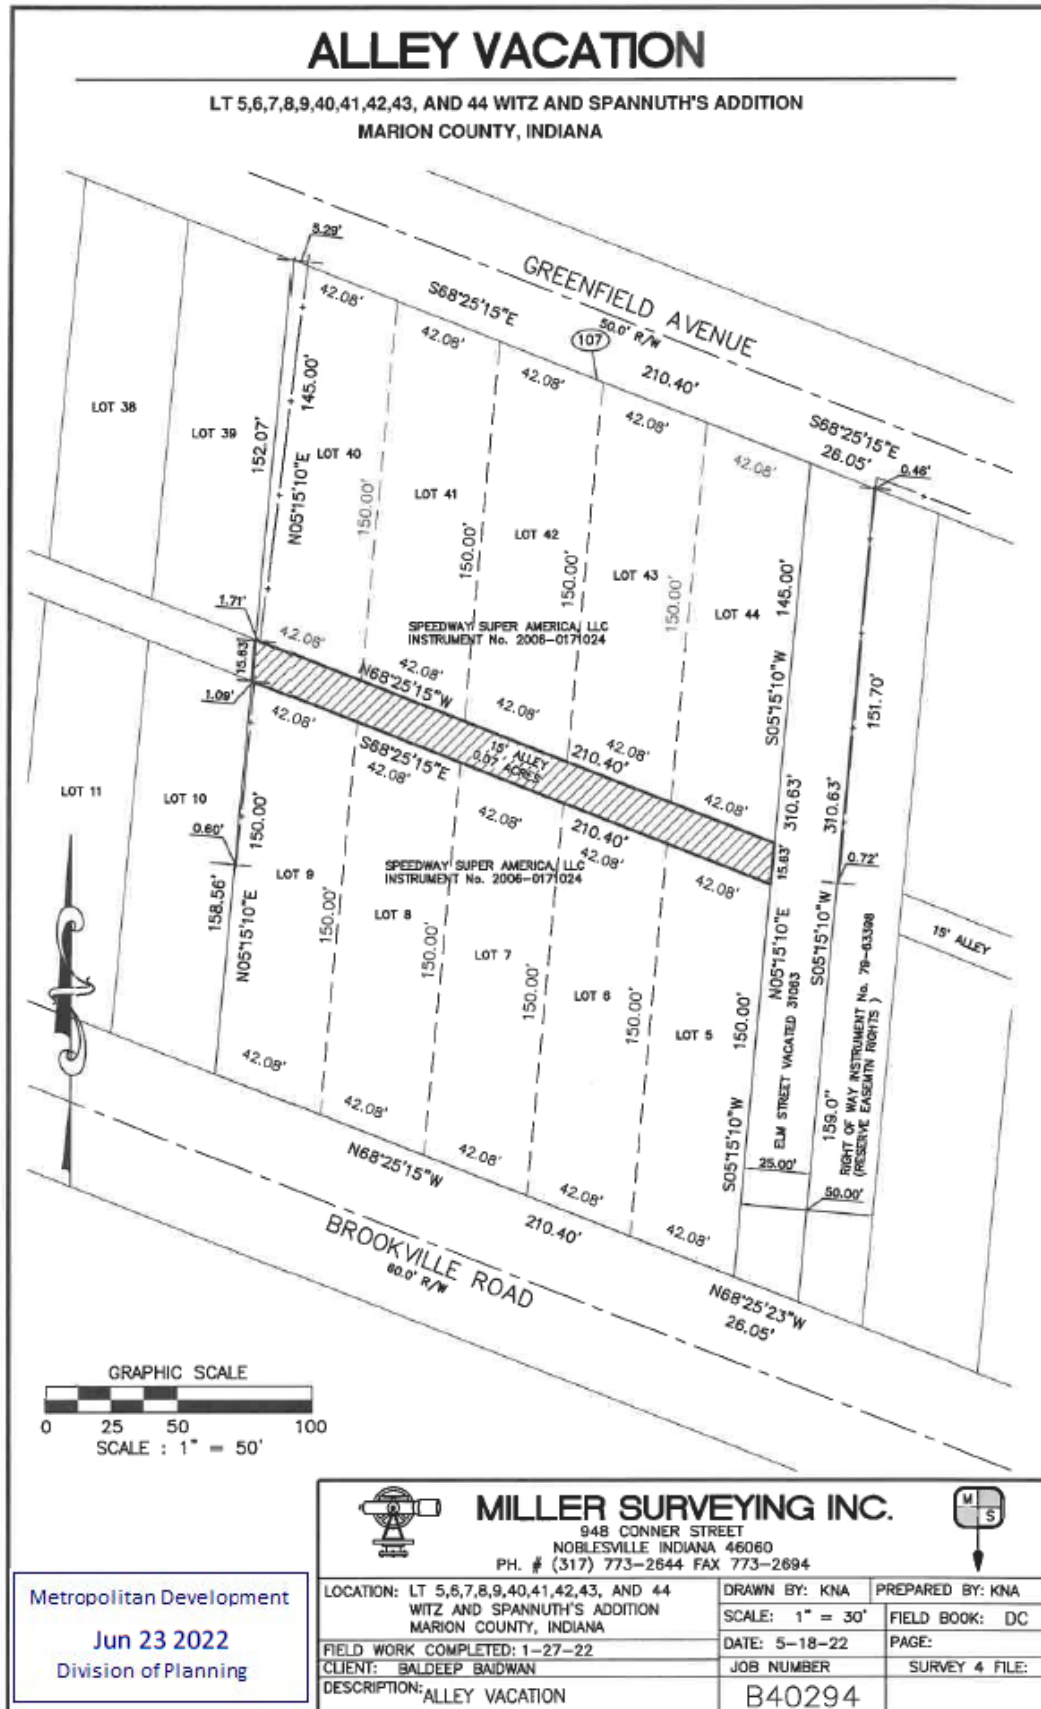 ALLEY VACATION
LT 5,6,7,8,9,40,41,42,43, AND 44 WITZ AND SPANNUTH'S ADDITION
MARION COUNTY, INDIANA
5.29'
GREENFIELD AVENUE
50.0' R/W
42.08'
S68°25'15"E
42.08'
107
42.08'
210.40'
42.08'
S68°25'15"E
26.05'
42.08'
0.46'
LOT 38
LOT 39
152.07'
145.00'
N05°15'10"E
LOT 40
150.00'
LOT 41
150.00'
LOT 42
150.00'
LOT 43
150.00'
LOT 44
145.00'
S05°15'10"W
310.63'
310.63'
151.70'
SPEEDWAY SUPER AMERICA, LLC
INSTRUMENT No. 2006-0171024
1.71'
15.63'
1.09'
42.08'
42.08'
N68°25'15"W
42.08'
42.08'
210.40'
42.08'
15' ALLEY
0.07 ACRES
42.08'
S68°25'15"E
42.08'
42.08'
210.40'
42.08'
42.08'
15.63'
0.72'
15' ALLEY
LOT 11
LOT 10
0.60'
150.00'
158.56'
N05°15'10"E
LOT 9
150.00'
SPEEDWAY SUPER AMERICA, LLC
INSTRUMENT No. 2006-0171024
LOT 8
150.00'
LOT 7
150.00'
LOT 6
150.00'
LOT 5
150.00'
S05°15'10"W
N05°15'10"E
ELM STREET VACATED 31063
S05°15'10"W
159.0"
RIGHT OF WAY INSTRUMENT No. 79-63398
(RESERVE EASEMTN RIGHTS )
25.00'
50.00'
42.08'
42.08'
N68°25'15"W
42.08'
42.08'
210.40'
42.08'
N68°25'23"W
26.05'
BROOKVILLE ROAD
60.0' R/W
GRAPHIC SCALE
0 25 50 100
SCALE : 1" = 50'
MILLER SURVEYING INC.
948 CONNER STREET
NOBLESVILLE INDIANA 46060
PH. # (317) 773-2644 FAX 773-2694
M
S
LOCATION: LT 5,6,7,8,9,40,41,42,43, AND 44
WITZ AND SPANNUTH'S ADDITION
MARION COUNTY, INDIANA
DRAWN BY: KNA
PREPARED BY: KNA
SCALE: 1" = 30'
FIELD BOOK: DC
FIELD WORK COMPLETED: 1-27-22
DATE: 5-18-22
PAGE:
CLIENT: BALDEEP BAIDWAN
JOB NUMBER
SURVEY 4 FILE:
DESCRIPTION: ALLEY VACATION
B40294
Metropolitan Development
Jun 23 2022
Division of Planning